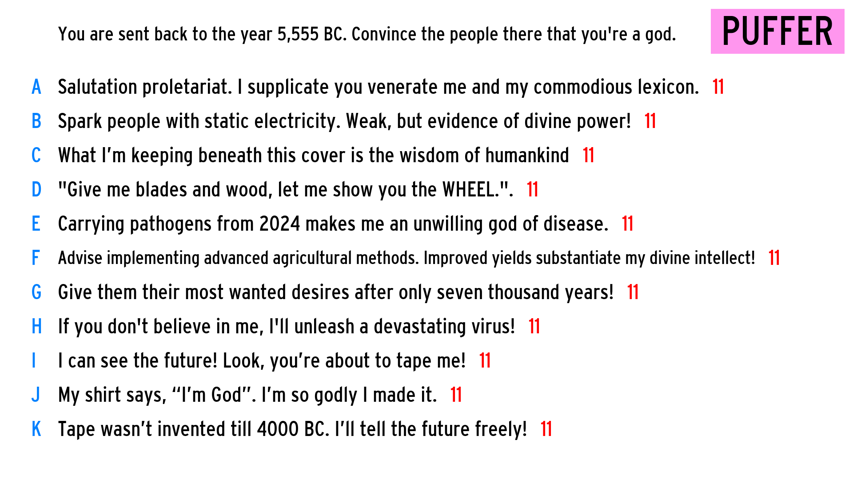 You are sent back to the year 5,555 BC. Convince the people there that you're a god.
PUFFER
A Salutation proletariat. I supplicate you venerate me and my commodious lexicon. 11
B Spark people with static electricity. Weak, but evidence of divine power! 11
C What I'm keeping beneath this cover is the wisdom of humankind 11
D "Give me blades and wood, let me show you the WHEEL.". 11
E Carrying pathogens from 2024 makes me an unwilling god of disease. 11
F Advise implementing advanced agricultural methods. Improved yields substantiate my divine intellect! 11
G Give them their most wanted desires after only seven thousand years! 11
H If you don't believe in me, I'll unleash a devastating virus! 11
I I can see the future! Look, you’re about to tape me! 11
J My shirt says, “I’m God”. I’m so godly I made it. 11
K Tape wasn’t invented till 4000 BC. I’ll tell the future freely! 11